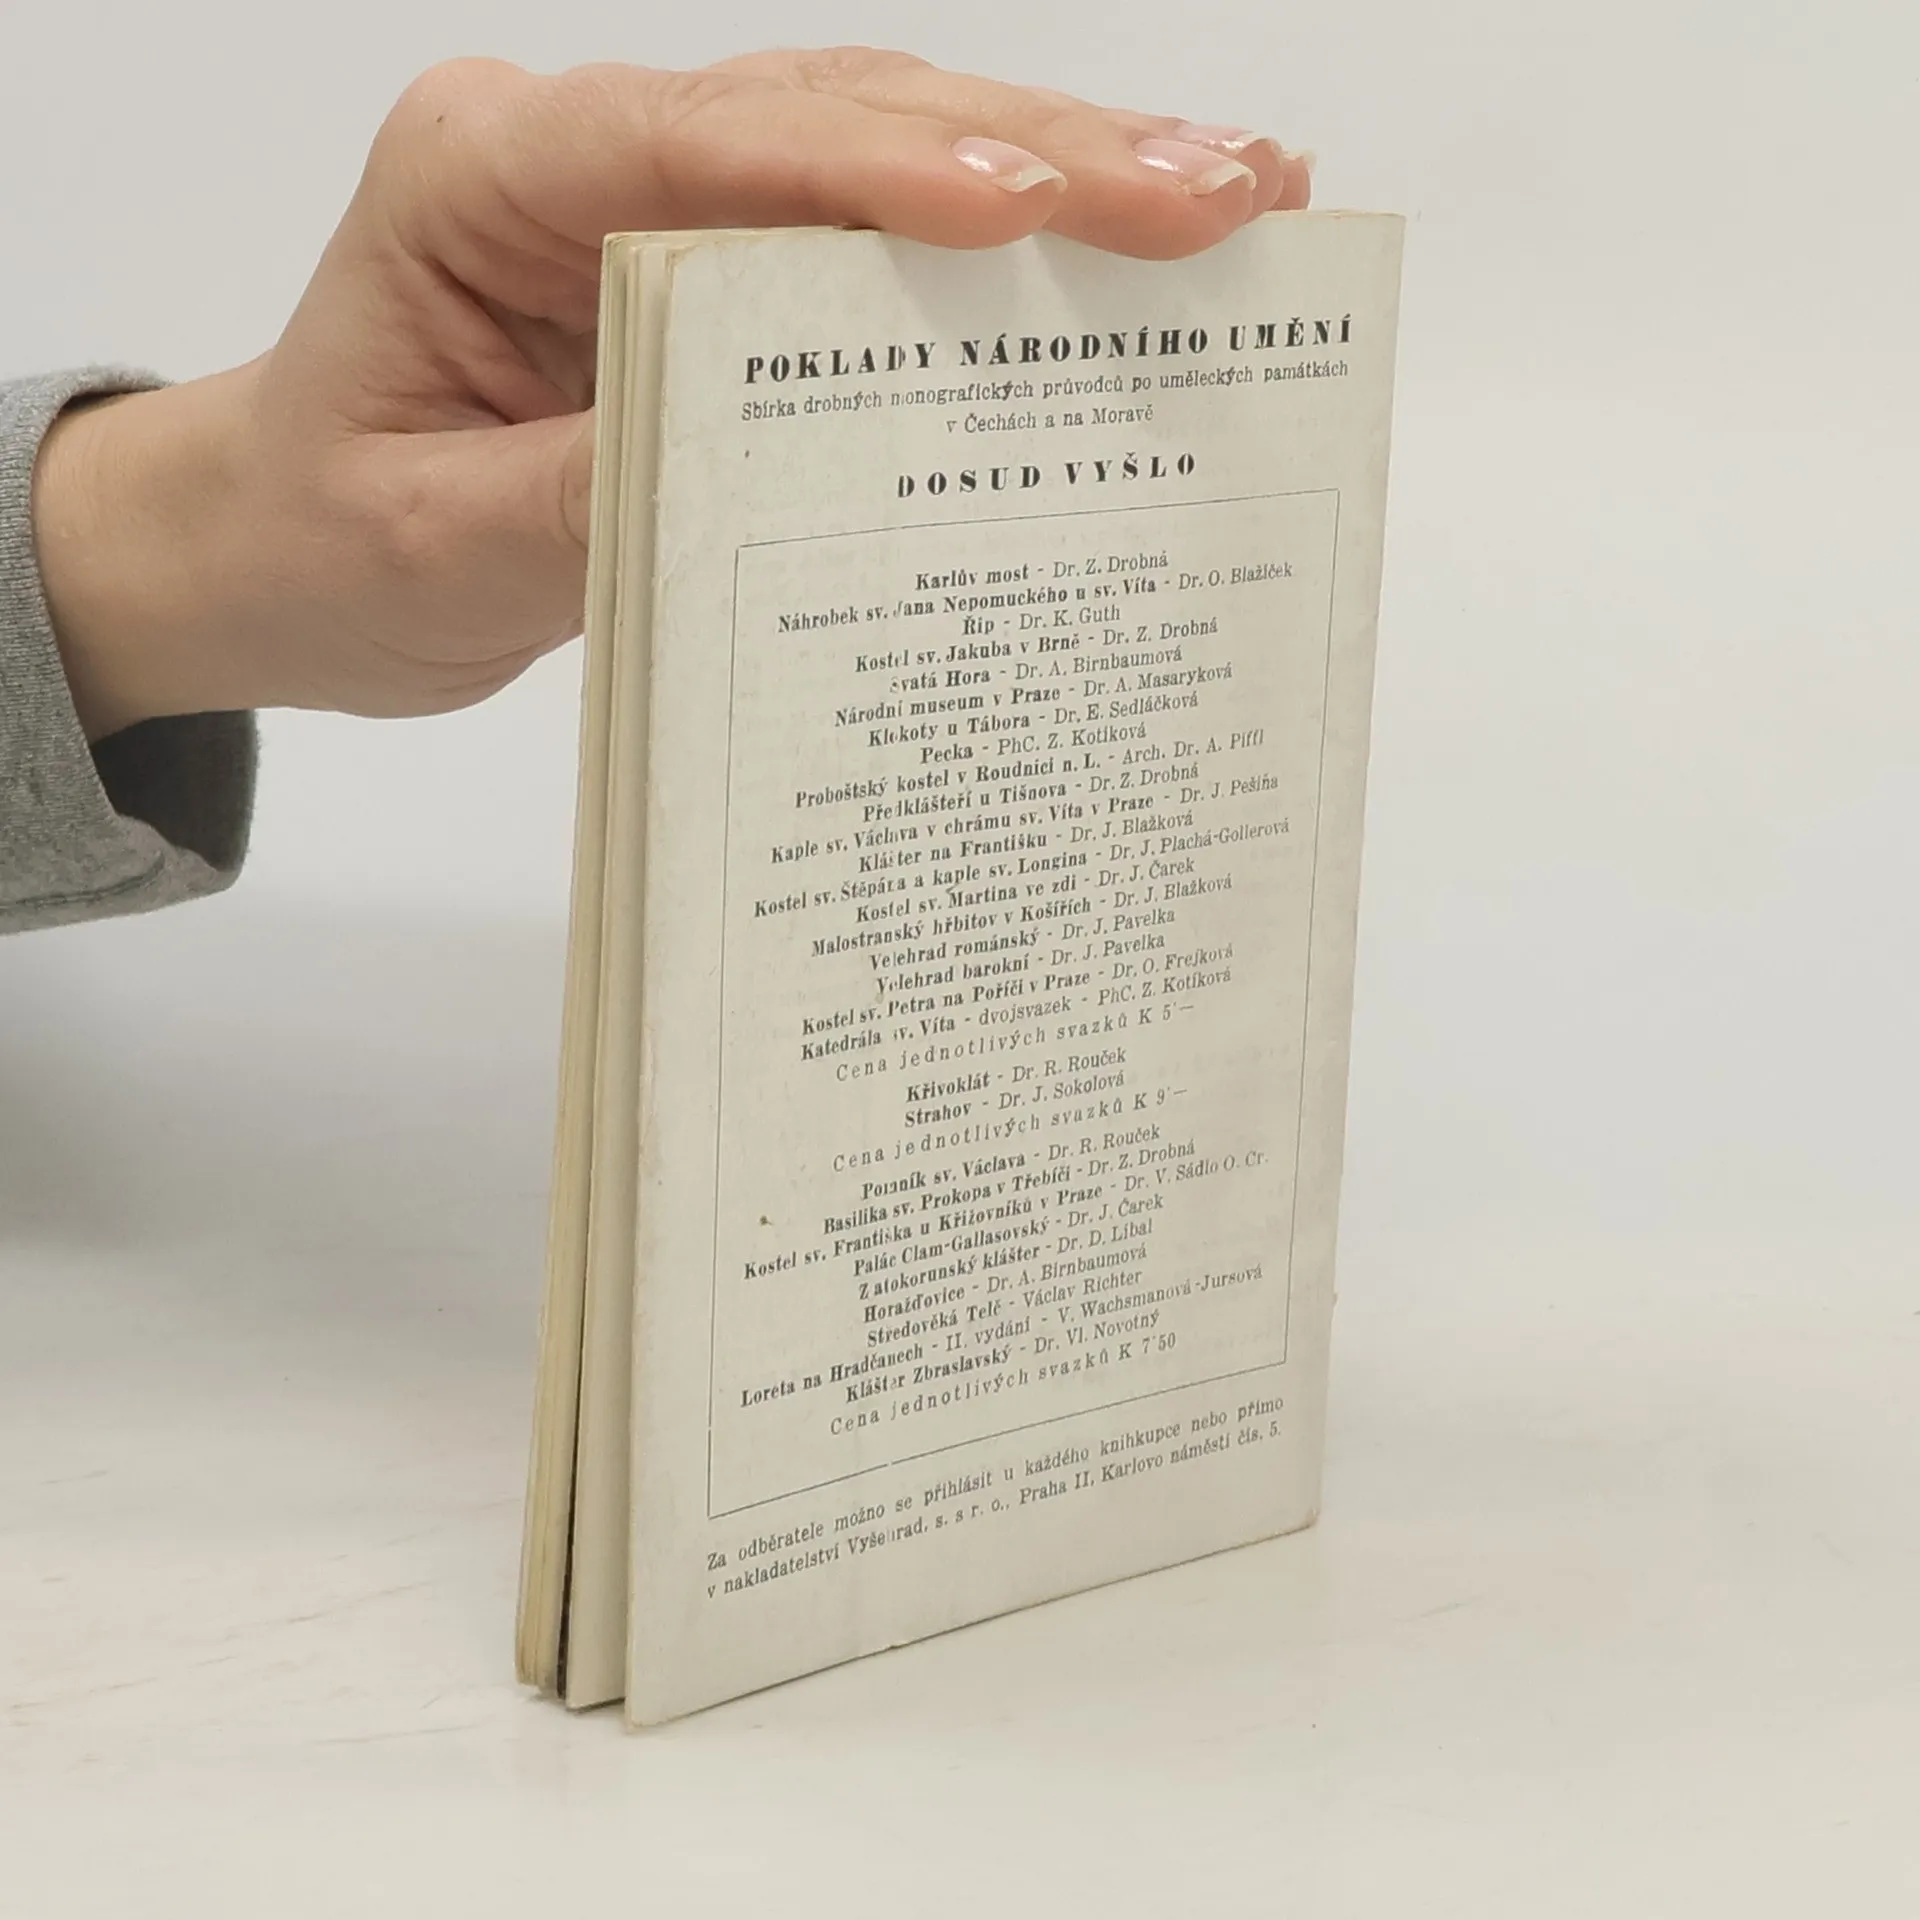 POKLADY NÁRODNÍHO UMĚNÍ
Sbírka drobných monografických průvodců po uměleckých památkách
v Čechách a na Moravě
DOSUD VYŠLO
Karlův most - Dr. Z. Drobná
Náhrobek sv. Jana Nepomuckého u sv. Víta - Dr. O. Blažíček
Říp - Dr. K. Guth
Kostel sv. Jakuba v Brně - Dr. Z. Drobná
Svatá Hora - Dr. A. Birnbaumová
Národní museum v Praze - Dr. A. Masaryková
Klokoty u Tábora - Dr. E. Sedláčková
Pecka - PhC. Z. Kotíková
Proboštský kostel v Roudnici n. L. - Arch. Dr. A. Piffl
Předklášteří u Tišnova - Dr. Z. Drobná
Kaple sv. Václava v chrámu sv. Víta v Praze - Dr. J. Pešina
Klášter na Františku - Dr. J. Blažková
Kostel sv. Štěpána a kaple sv. Longina - Dr. J. Plachá-Gollerová
Kostel sv. Martina ve zdi - Dr. J. Čarek
Malostranský hřbitov v Košířích - Dr. J. Blažková
Velehrad románský - Dr. J. Pavelka
Velehrad barokní - Dr. J. Pavelka
Kostel sv. Petra na Poříčí v Praze - Dr. O. Frejková
Katedrála sv. Víta - dvojsvazek - PhC. Z. Kotíková
Cena jednotlivých svazků K 5·—
Křivoklát - Dr. R. Rouček
Strahov - Dr. J. Sokolová
Cena jednotlivých svazků K 9·—
Pomník sv. Václava - Dr. R. Rouček
Basilika sv. Prokopa v Třebíči - Dr. Z. Drobná
Kostel sv. Františka u Křižovníků v Praze - Dr. V. Sádlo O. Cr.
Palác Clam-Gallasovský - Dr. J. Čarek
Zlatokorunský klášter - Dr. D. Líbal
Horažďovice - Dr. A. Birnbaumová
Středověká Telč - Václav Richter
Loreta na Hradčanech - II. vydání - V. Wachsmanová-Jursová
Klášter Zbraslavský - Dr. Vl. Novotný
Cena jednotlivých svazků K 7·50
Za odběratele možno se přihlásit u každého knihkupce nebo přímo
v nakladatelství Vyšehrad, s. s r. o., Praha II, Karlovo náměstí čís. 5.